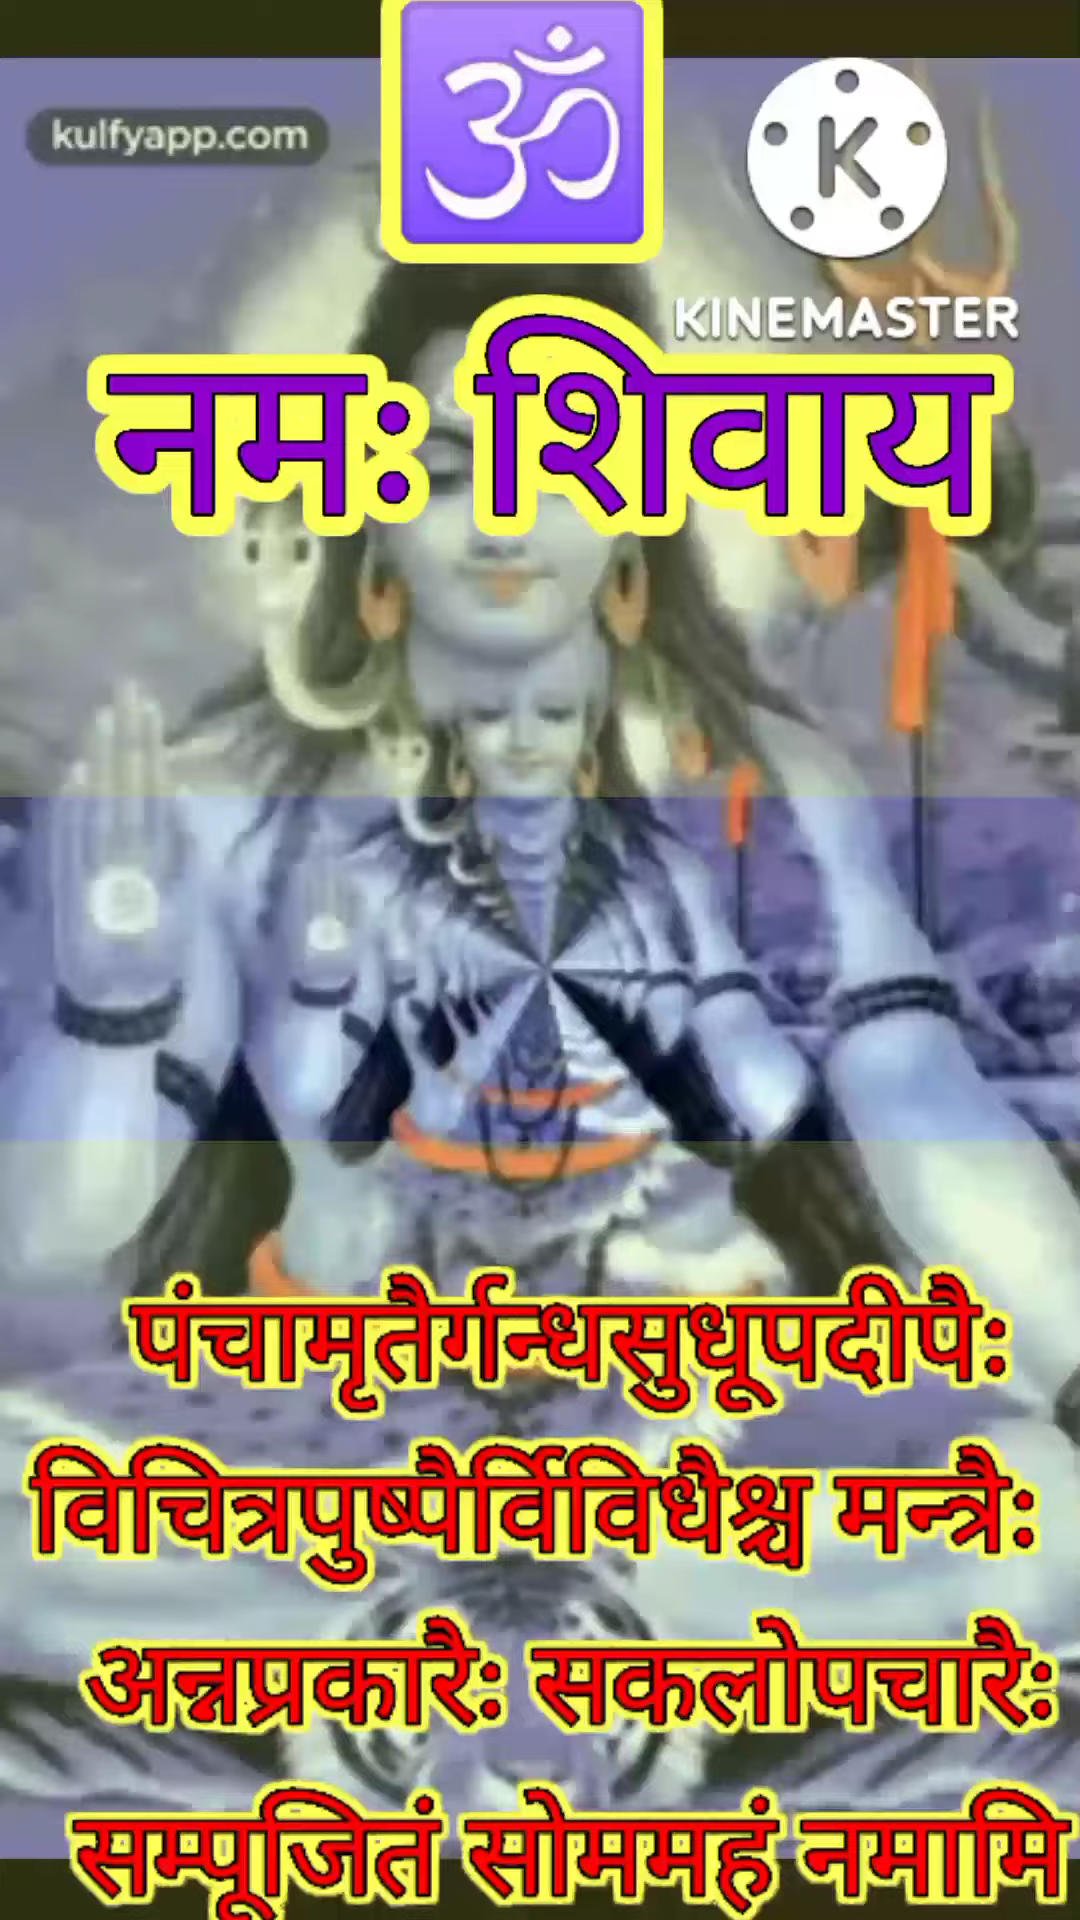 ॐ
kulfyapp.com
K
KINEMASTER
नमः शिवाय
पंचामृतैर्गन्धसुधूपदीपैः
विचित्रपुष्पैर्विविधैश्च मन्त्रैः
अन्नप्रकारैः सकलोपचारैः
सम्पूजितं सोममहं नमामि